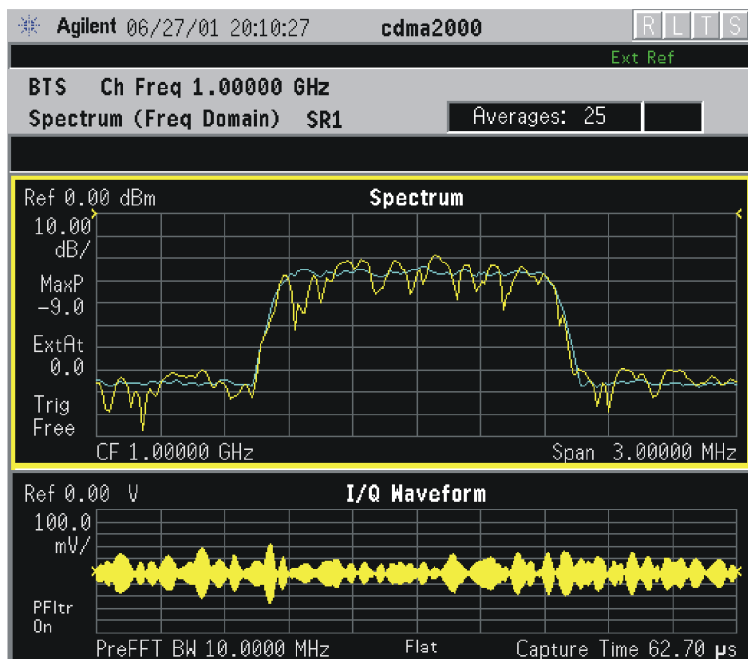 Agilent 06/27/01 20:10:27 cdma2000 R L T S
Ext Ref
BTS Ch Freq 1.00000 GHz
Spectrum (Freq Domain) SR1 Averages: 25
Ref 0.00 dBm Spectrum
10.00
dB/
MaxP
-9.0
ExtAt
0.0
Trig
Free
CF 1.00000 GHz Span 3.00000 MHz
Ref 0.00 V I/Q Waveform
100.0
mV/
PFltr
On
PreFFT BW 10.0000 MHz Flat Capture Time 62.70 µs